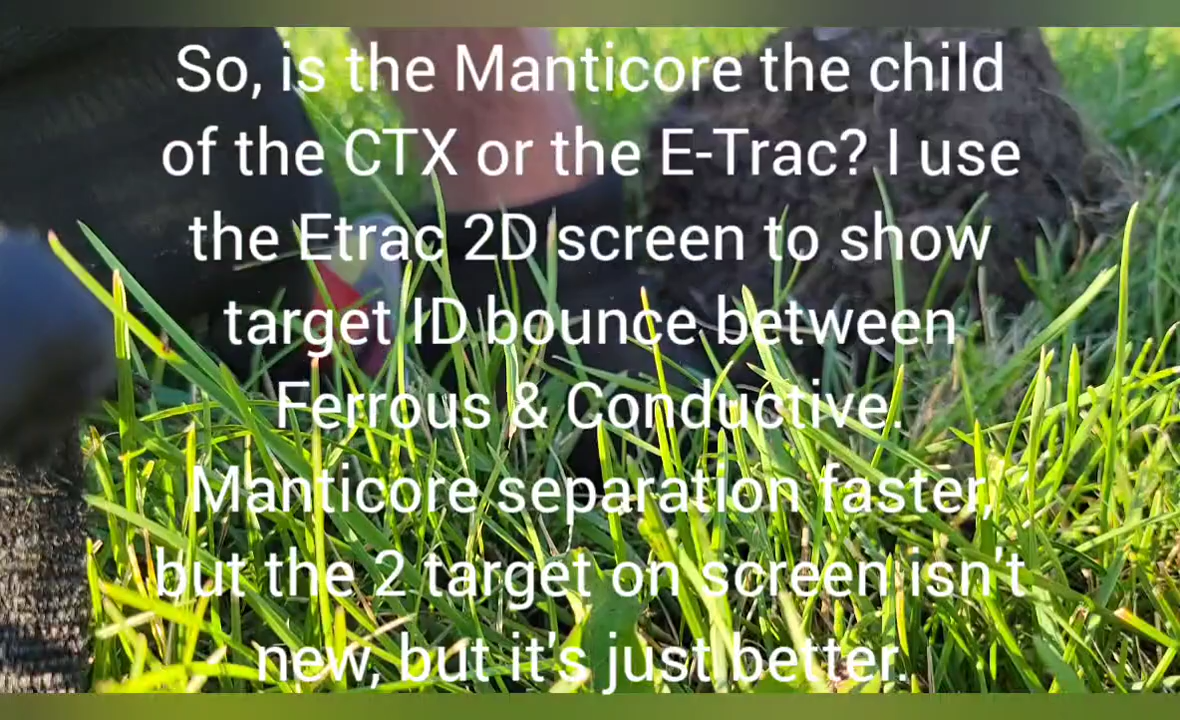 So, is the Manticore the child
of the CTX or the E-Trac? I use
the Etrac 2D screen to show
target ID bounce between
Ferrous & Conductive.
Manticore separation faster,
but the 2 target on screen isn't
new, but it's just better.